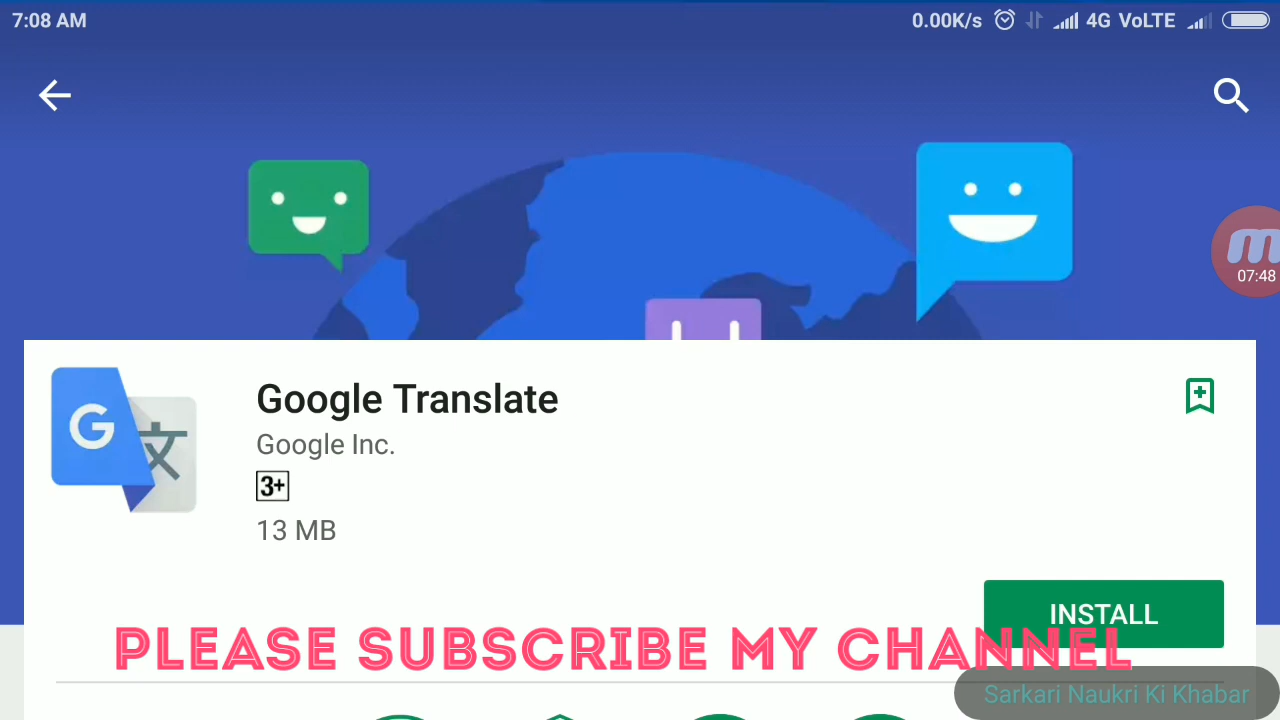 7:08 AM
0.00K/s 4G VoLTE
07:48
Google Translate
Google Inc.
3+
13 MB
INSTALL
PLEASE SUBSCRIBE MY CHANNEL
Sarkari Naukri Ki Khabar